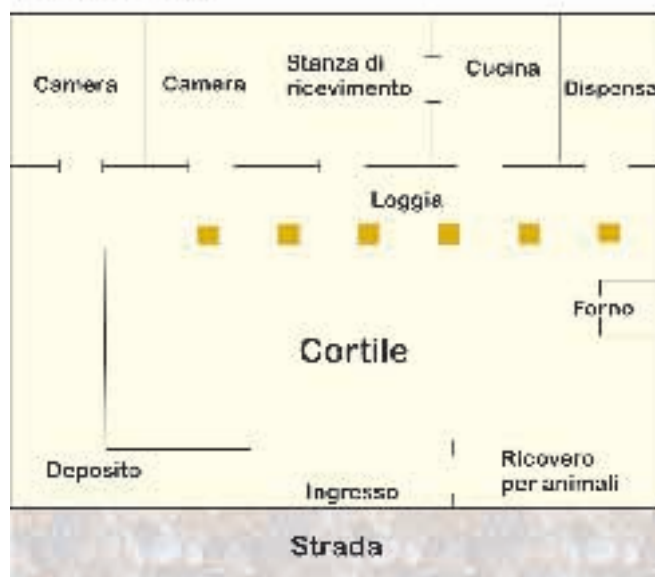 Camera
Camera
Stanza di
ricevimento
Cucina
Dispensa
Loggia
Forno
Cortile
Deposito
Ingresso
Ricovero
per animali
Strada